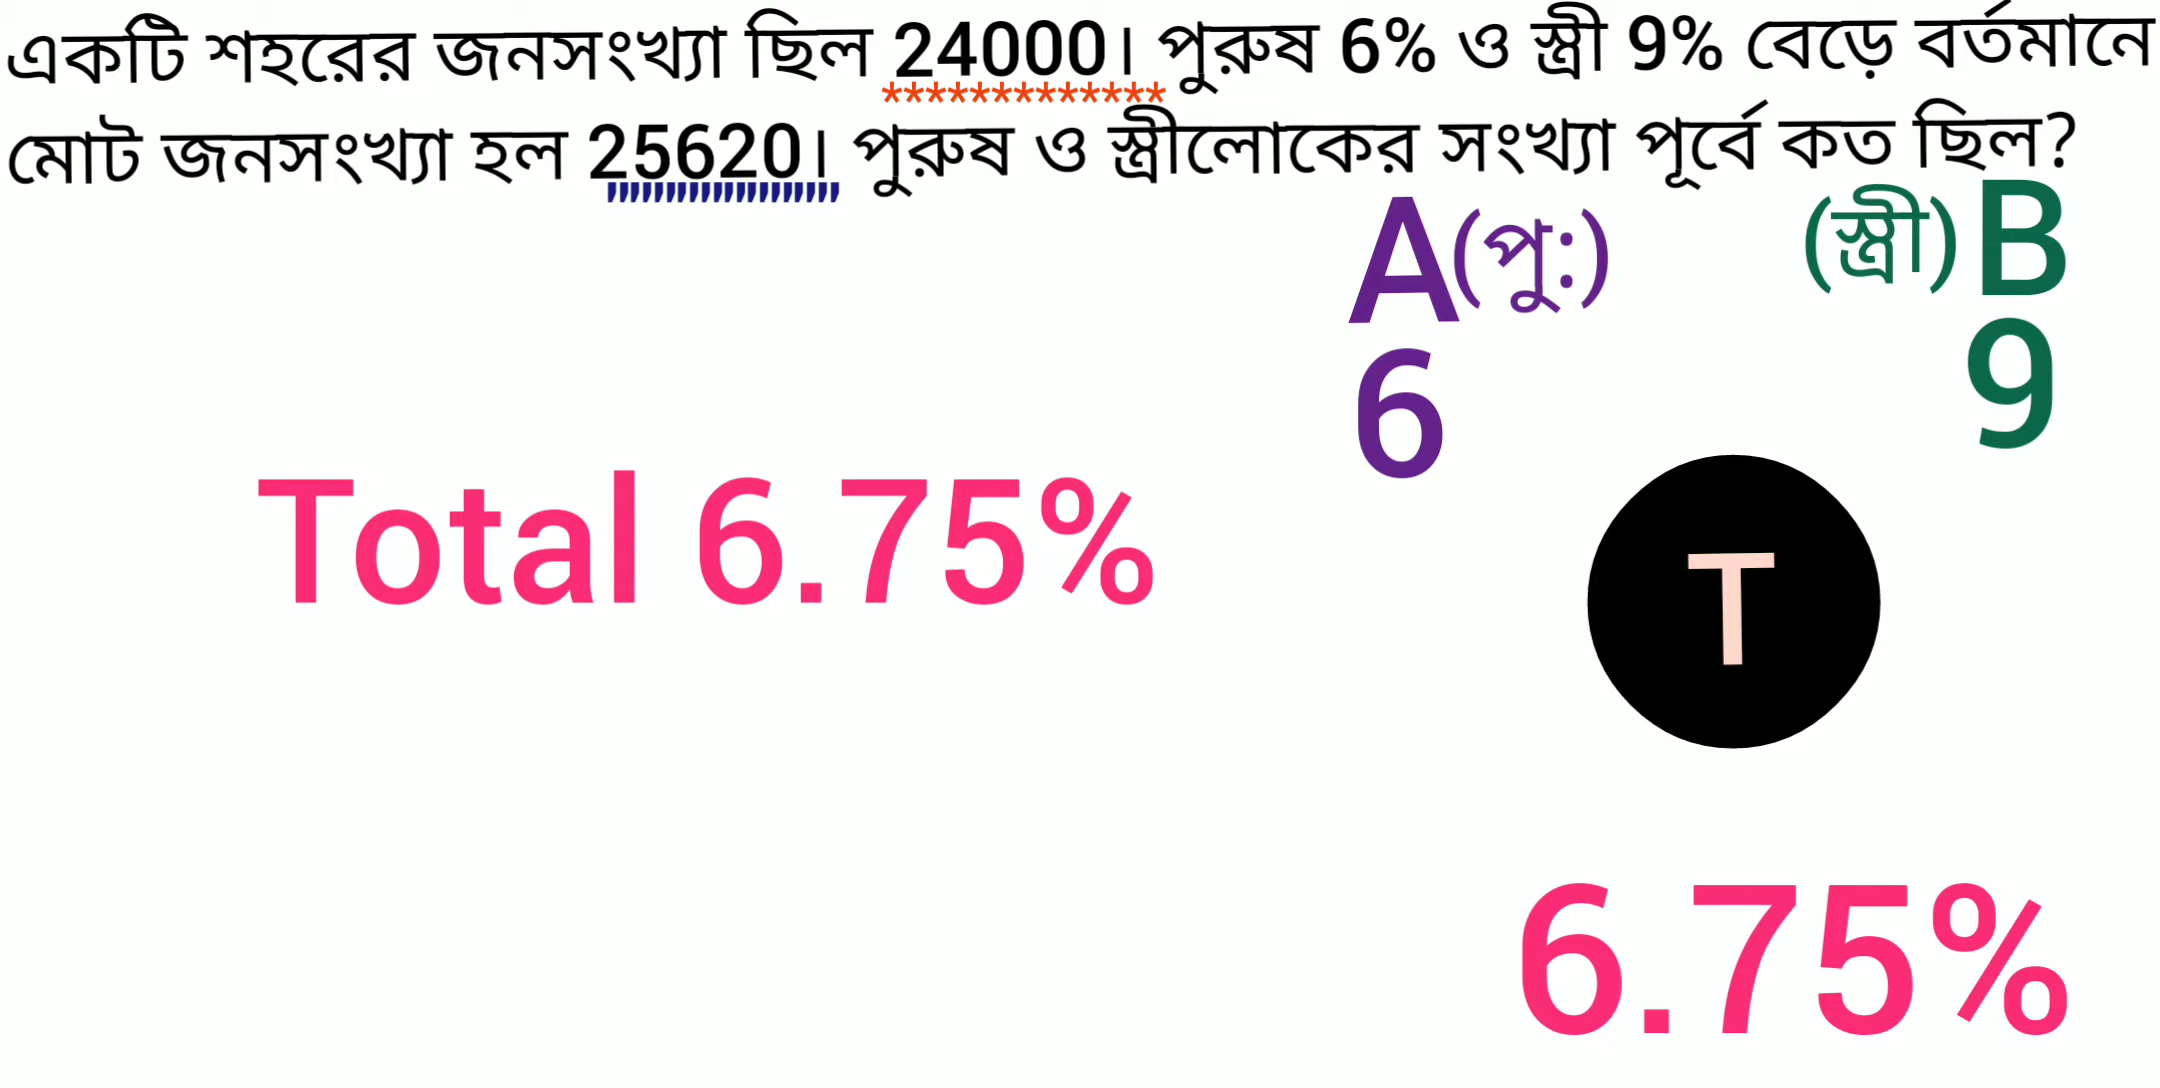 একটি শহরের জনসংখ্যা ছিল 24000। পুরুষ 6% ও স্ত্রী 9% বেড়ে বর্তমানে
*************
মোট জনসংখ্যা হল 25620। পুরুষ ও স্ত্রীলোকের সংখ্যা পূর্বে কত ছিল?
A(পু:) (স্ত্রী)B
6 9
Total 6.75%
T
6.75%